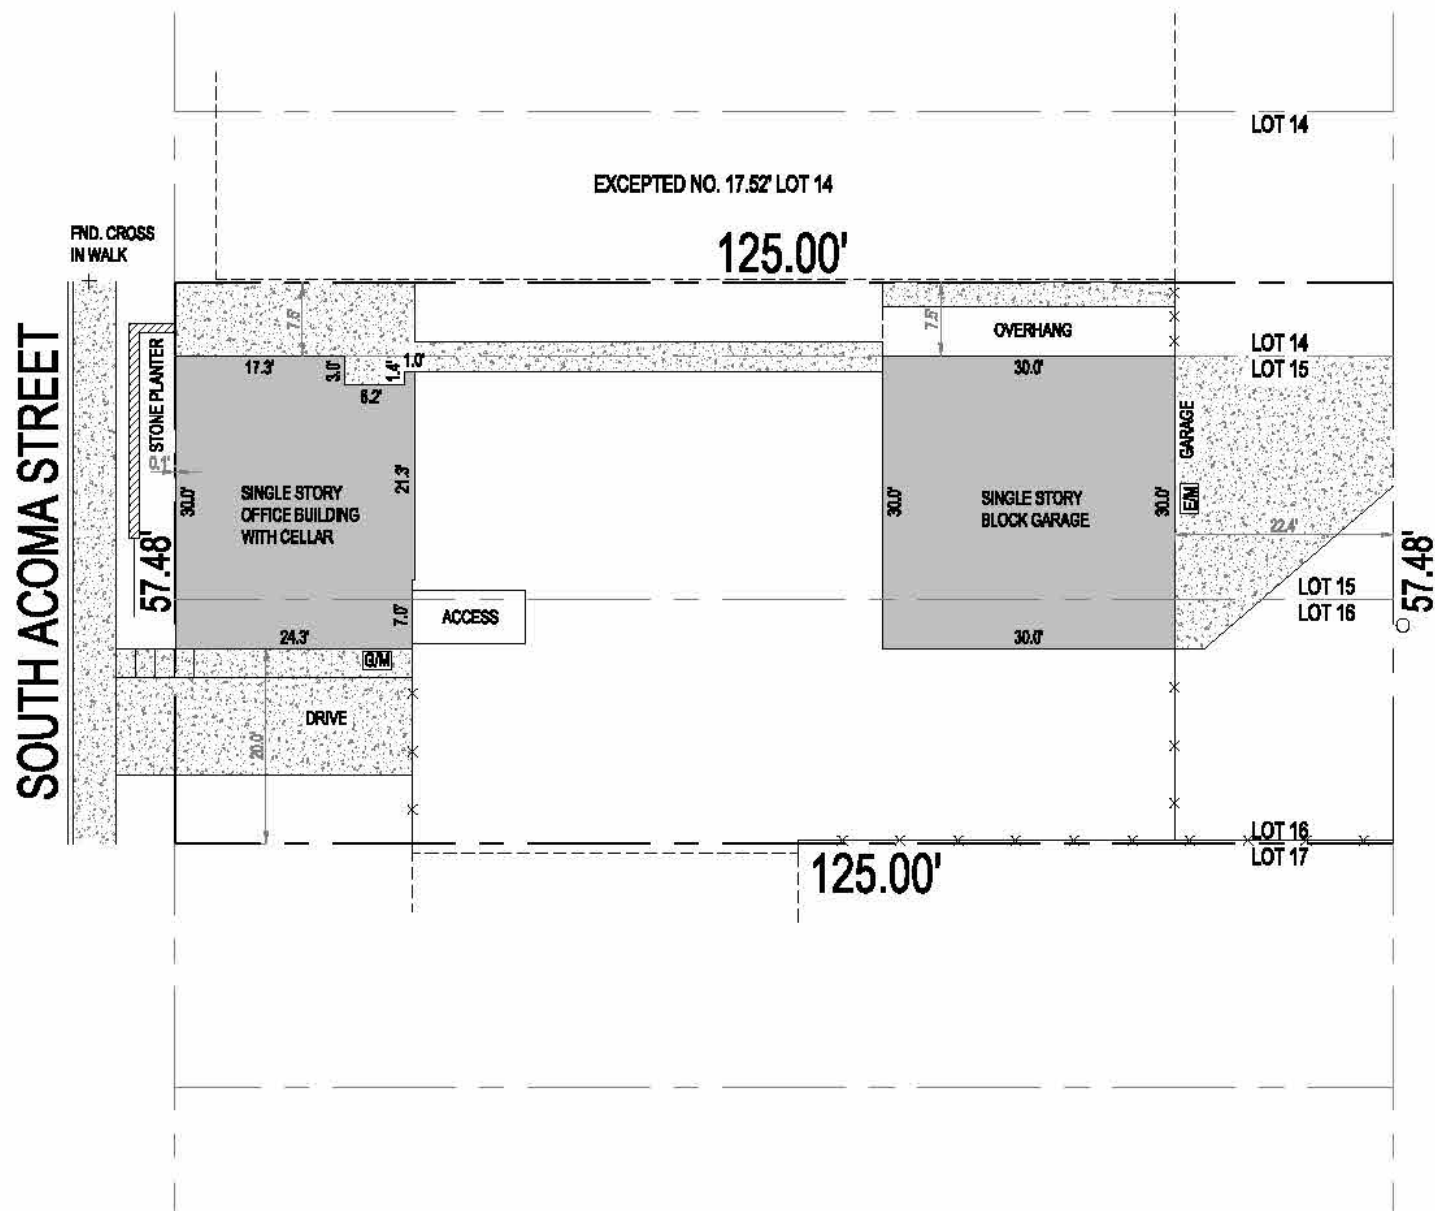 LOT 14
EXCEPTED NO. 17.52' LOT 14
FND. CROSS
IN WALK
125.00'
7.5'
7.5'
OVERHANG
LOT 14
LOT 15
SOUTH ACOMA STREET
STONE PLANTER
17.3'
3.0'
1.4'
1.0'
6.2'
30.0'
GARAGE
0.1'
30.0'
21.3'
SINGLE STORY
OFFICE BUILDING
WITH CELLAR
30.0'
SINGLE STORY
BLOCK GARAGE
30.0'
E/M
22.4'
57.48'
57.48'
LOT 15
LOT 16
7.0'
ACCESS
24.3'
30.0'
G/M
DRIVE
20.0'
LOT 16
LOT 17
125.00'